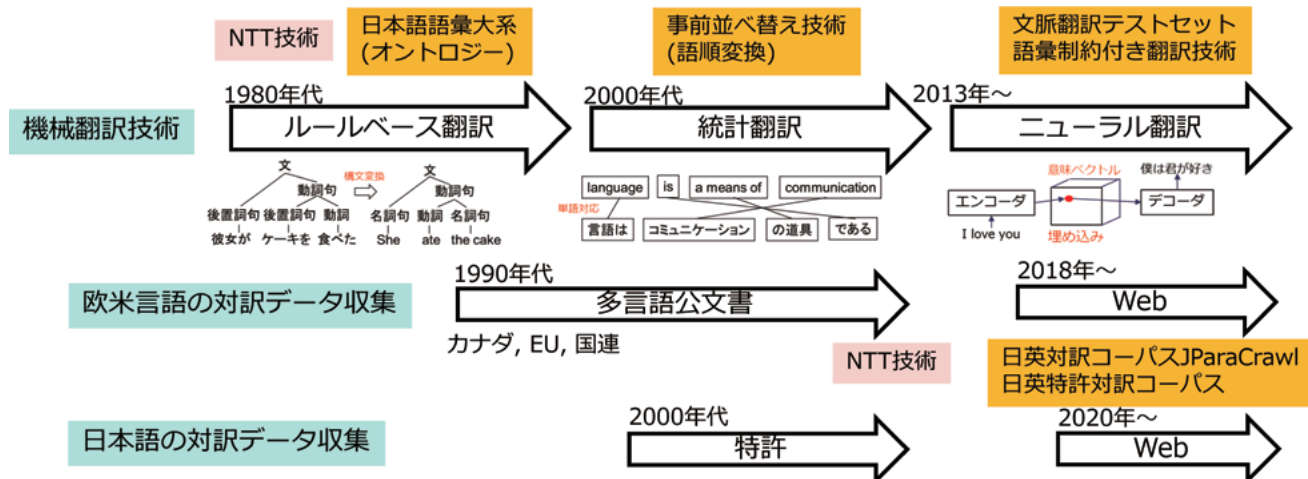 NTT技術
日本語語彙大系
(オントロジー)
事前並べ替え技術
(語順変換)
文脈翻訳テストセット
語彙制約付き翻訳技術
機械翻訳技術
1980年代
ルールベース翻訳
2000年代
統計翻訳
2013年～
ニューラル翻訳
文
動詞句
後置詞句 後置詞句 動詞
彼女が ケーキを 食べた
構文変換
文
動詞句
名詞句 動詞 名詞句
She ate the cake
language is a means of communication
単語対応
言語は コミュニケーション の道具 である
意味ベクトル
僕は君が好き
エンコーダ
デコーダ
I love you
埋め込み
欧米言語の対訳データ収集
1990年代
多言語公文書
カナダ, EU, 国連
2018年～
Web
NTT技術
日英対訳コーパスJParaCrawl
日英特許対訳コーパス
日本語の対訳データ収集
2000年代
特許
2020年～
Web